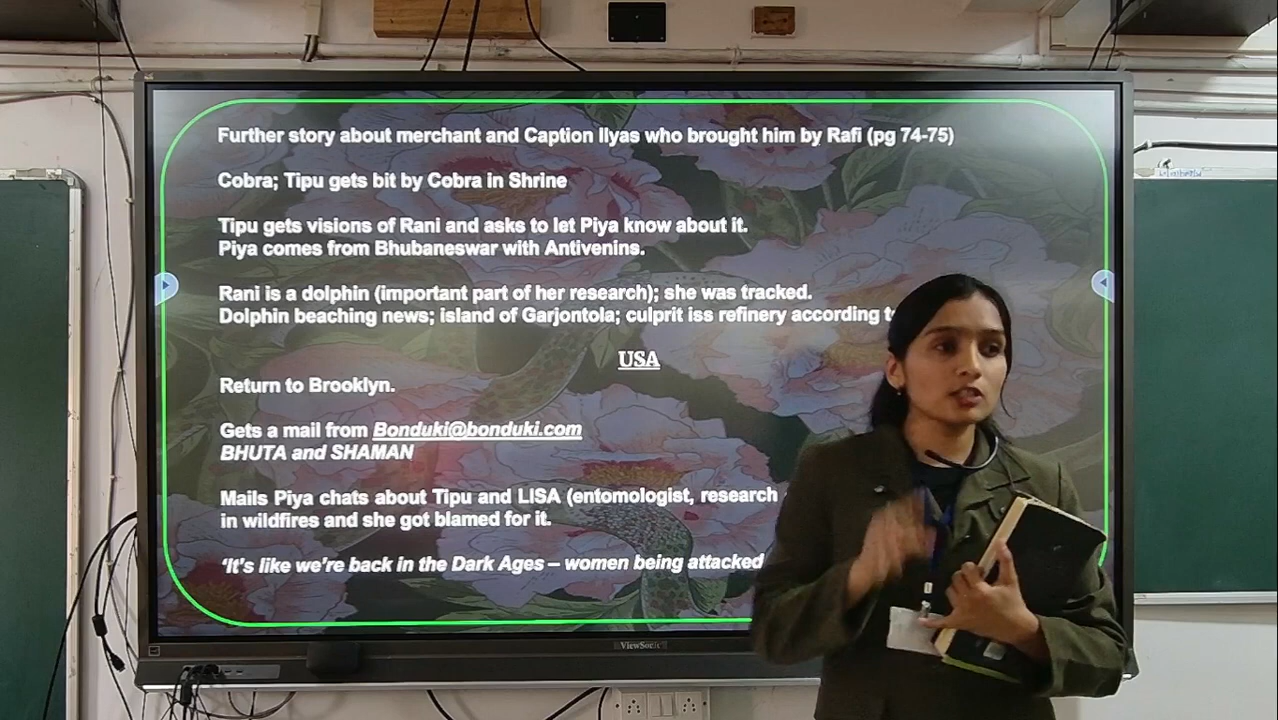 Further story about merchant and Caption Ilyas who brought him by Rafi (pg 74-75)
Cobra; Tipu gets bit by Cobra in Shrine
Tipu gets visions of Rani and asks to let Piya know about it.
Piya comes from Bhubaneswar with Antivenins.
Rani is a dolphin (important part of her research); she was tracked.
Dolphin beaching news; island of Garjontola; culprit iss refinery according
USA
Return to Brooklyn.
Gets a mail from Bonduki@bonduki.com
BHUTA and SHAMAN
Mails Piya chats about Tipu and LISA (entomologist, research
in wildfires and she got blamed for it.
‘It’s like we’re back in the Dark Ages – women being attacked
ViewSonic